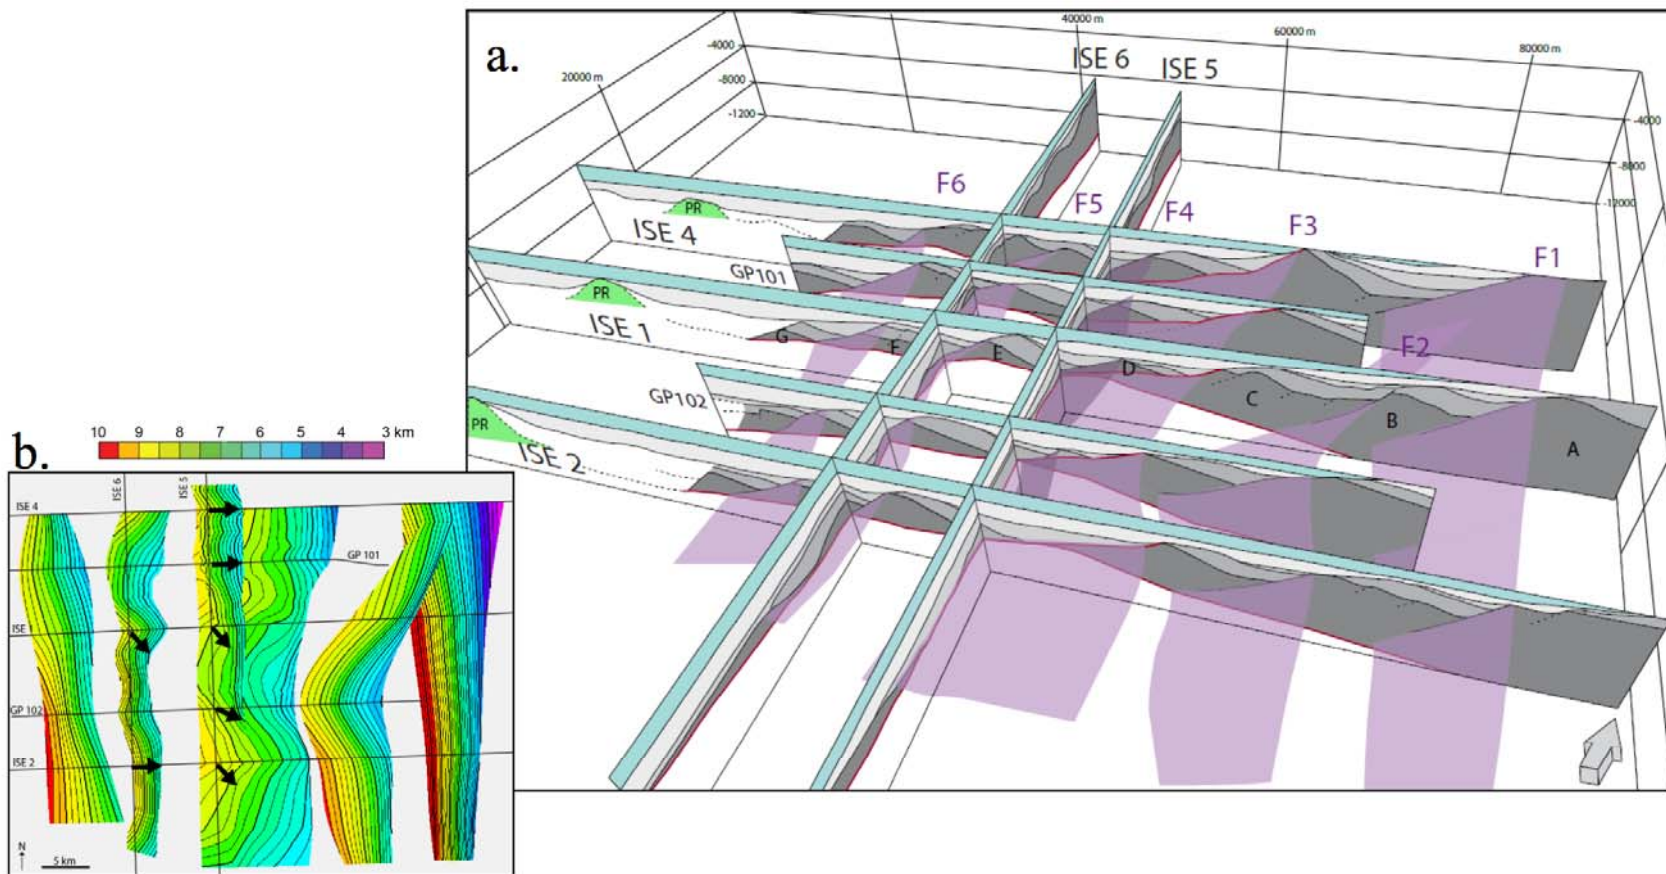 a.
40000 m
60000 m
80000 m
20000 m
-4000
-8000
-1200
ISE 6
ISE 5
-4000
-8000
-12000
F6
F5
F4
F3
F1
F2
PR
ISE 4
GP101
PR
ISE 1
G
F
E
D
C
B
A
GP102
PR
ISE 2
b.
10 9 8 7 6 5 4 3 km
ISE 6
ISE 5
ISE 4
GP 101
ISE
GP 102
ISE 2
N
5 km